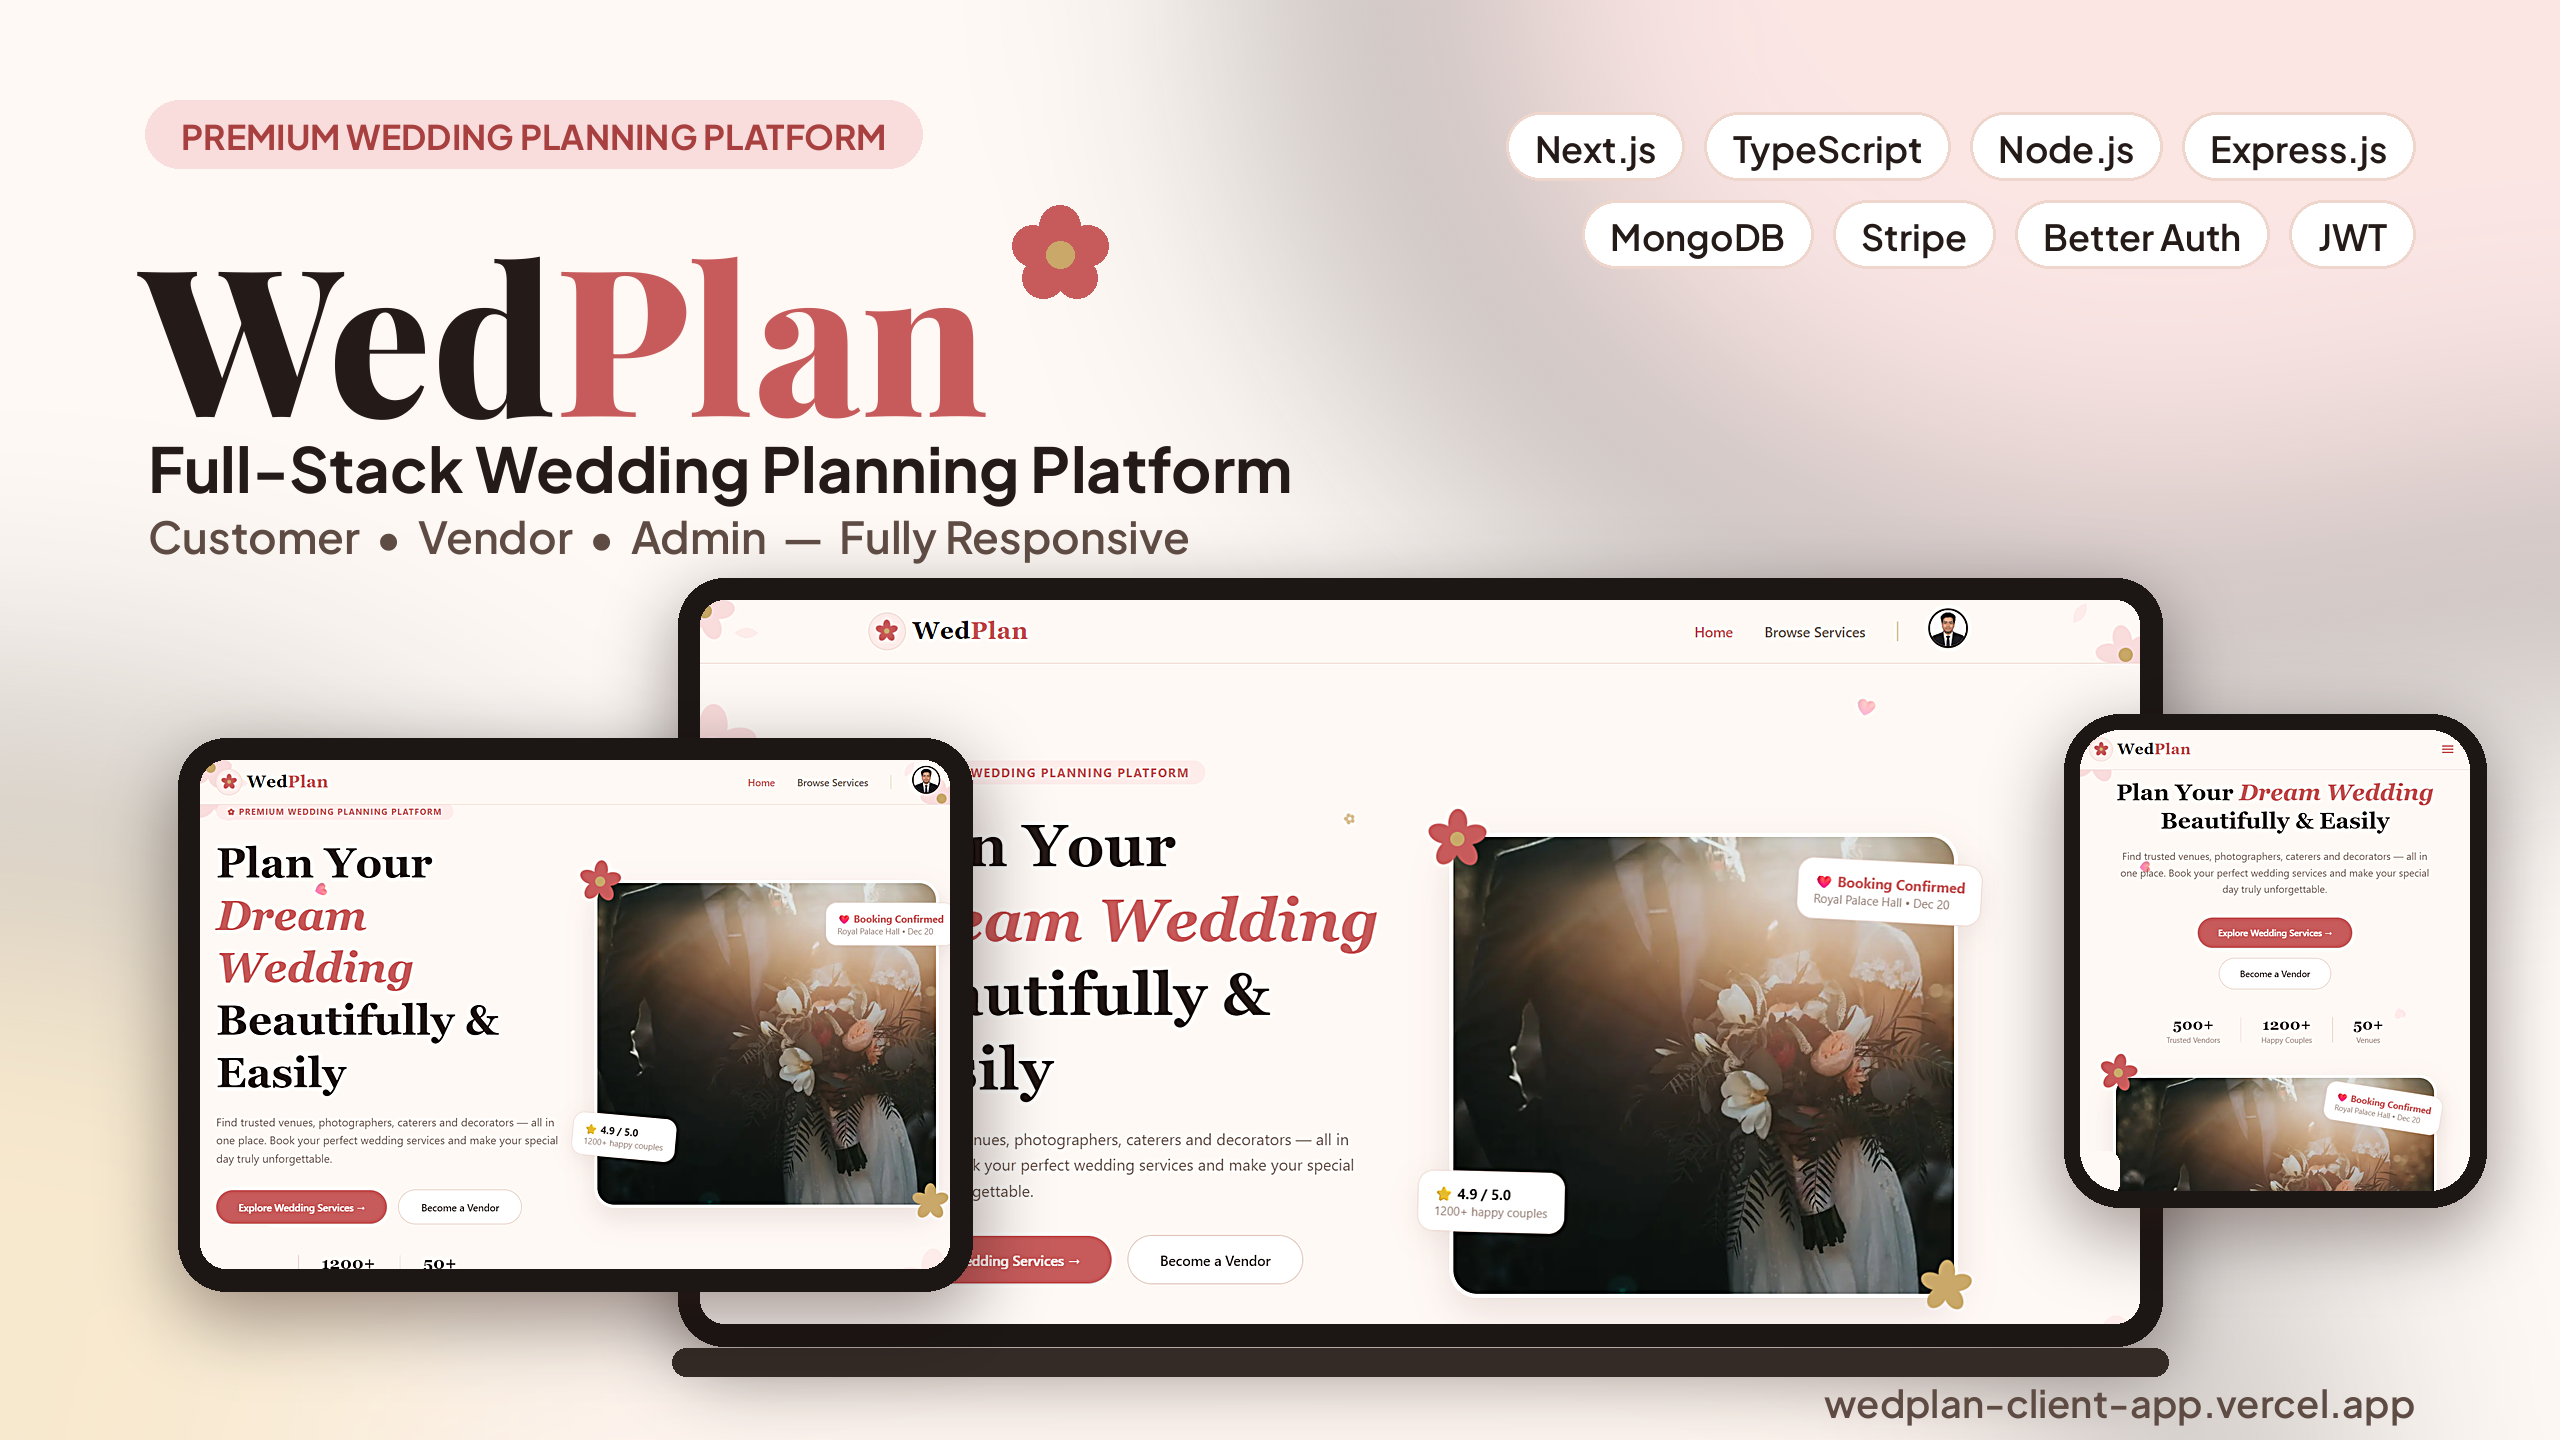 PREMIUM WEDDING PLANNING PLATFORM
Next.js TypeScript Node.js Express.js
MongoDB Stripe Better Auth JWT
WedPlan
Full-Stack Wedding Planning Platform
Customer • Vendor • Admin — Fully Responsive
WedPlan
Home Browse Services
WEDDING PLANNING PLATFORM
n Your
eam Wedding
autifully &
sily
nues, photographers, caterers and decorators — all in
k your perfect wedding services and make your special
gettable.
edding Services →
Become a Vendor
Booking Confirmed
Royal Palace Hall • Dec 20
4.9 / 5.0
1200+ happy couples
WedPlan
Home Browse Services
PREMIUM WEDDING PLANNING PLATFORM
Plan Your
Dream
Wedding
Beautifully &
Easily
Find trusted venues, photographers, caterers and decorators — all in
one place. Book your perfect wedding services and make your special
day truly unforgettable.
Explore Wedding Services →
Become a Vendor
1200+ 50+
Booking Confirmed
Royal Palace Hall • Dec 20
4.9 / 5.0
1200+ happy couples
WedPlan
Plan Your Dream Wedding
Beautifully & Easily
Find trusted venues, photographers, caterers and decorators — all in
one place. Book your perfect wedding services and make your special
day truly unforgettable.
Explore Wedding Services →
Become a Vendor
500+ 1200+ 50+
Trusted Vendors Happy Couples Venues
Booking Confirmed
Royal Palace Hall • Dec 20
wedplan-client-app.vercel.app